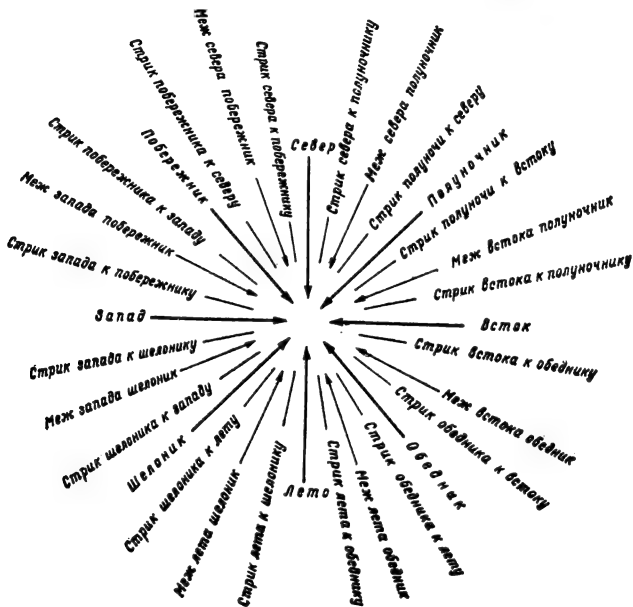 Север
Стрик севера к полуночнику
Меж севера полуночник
Стрик полуночи к северу
Полуночник
Стрик полуночи к встоку
Меж встока полуночник
Стрик встока к полуночнику
Всток
Стрик встока к обеднику
Меж встока обедник
Стрик обедника к встоку
Обедник
Стрик обедника к лету
Меж лета обедник
Стрик лета к обеднику
Лето
Стрик лета к шелонику
Меж лета шелоник
Стрик шелоника к лету
Шелоник
Стрик шелоника к западу
Меж запада шелоник
Стрик запада к шелонику
Запад
Стрик запада к побережнику
Меж запада побережник
Стрик побережника к западу
Побережник
Стрик побережника к северу
Меж севера побережник
Стрик севера к побережнику